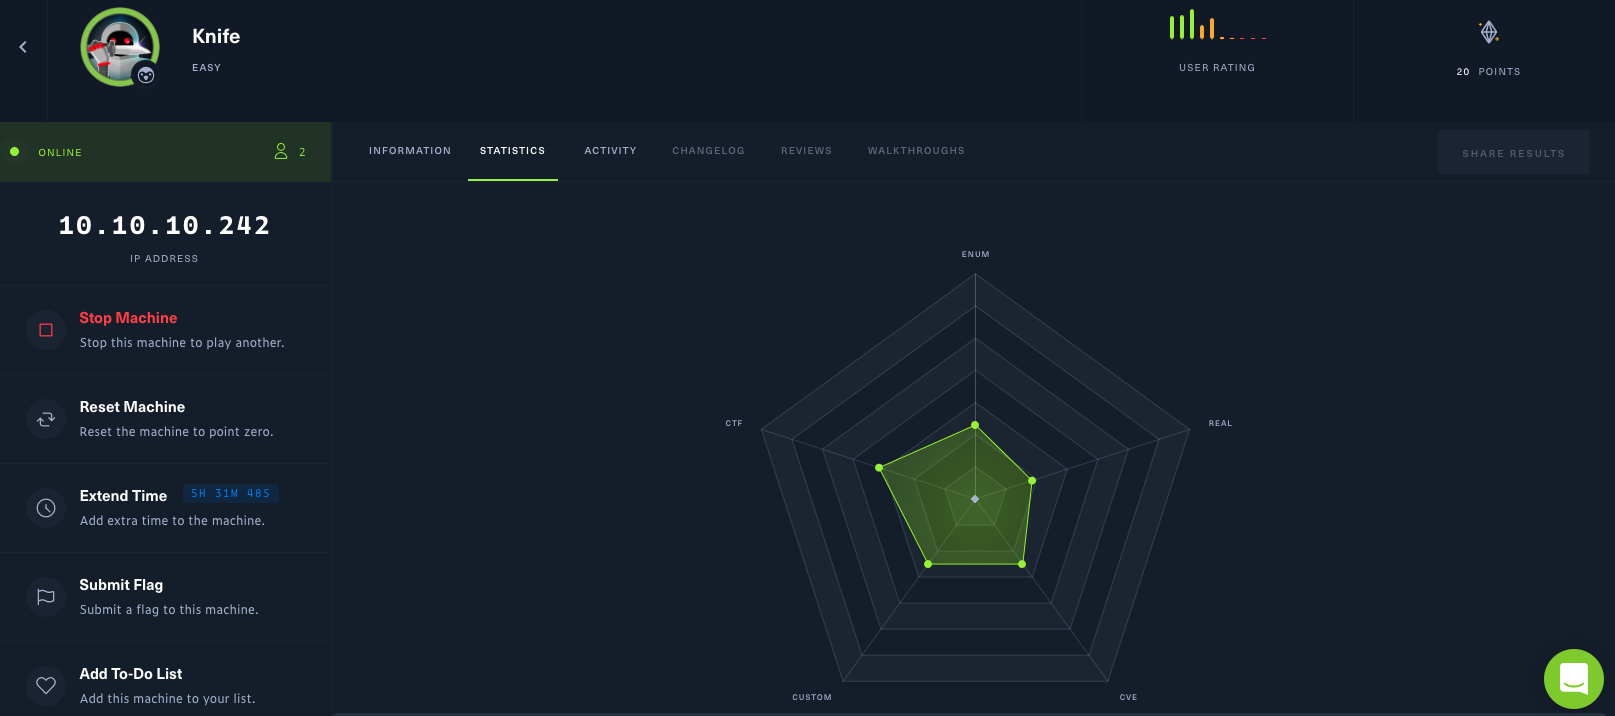 Knife
EASY
USER RATING
20 POINTS
ONLINE
2
INFORMATION
STATISTICS
ACTIVITY
CHANGELOG
REVIEWS
WALKTHROUGHS
SHARE RESULTS
10.10.10.242
IP ADDRESS
Stop Machine
Stop this machine to play another.
Reset Machine
Reset the machine to point zero.
Extend Time 5H 31M 48S
Add extra time to the machine.
Submit Flag
Submit a flag to this machine.
Add To-Do List
Add this machine to your list.
ENUM
CTF
REAL
CUSTOM
CVE